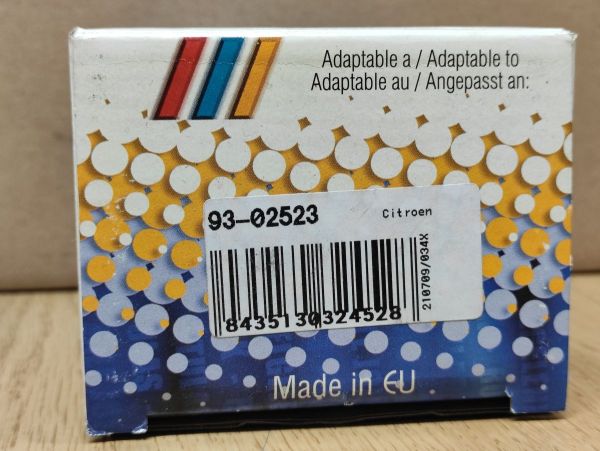 Adaptable a / Adaptable to
Adaptable au / Angepasst an:
93-02523 Citroen
8435130324528
210709/034X
Made in EU